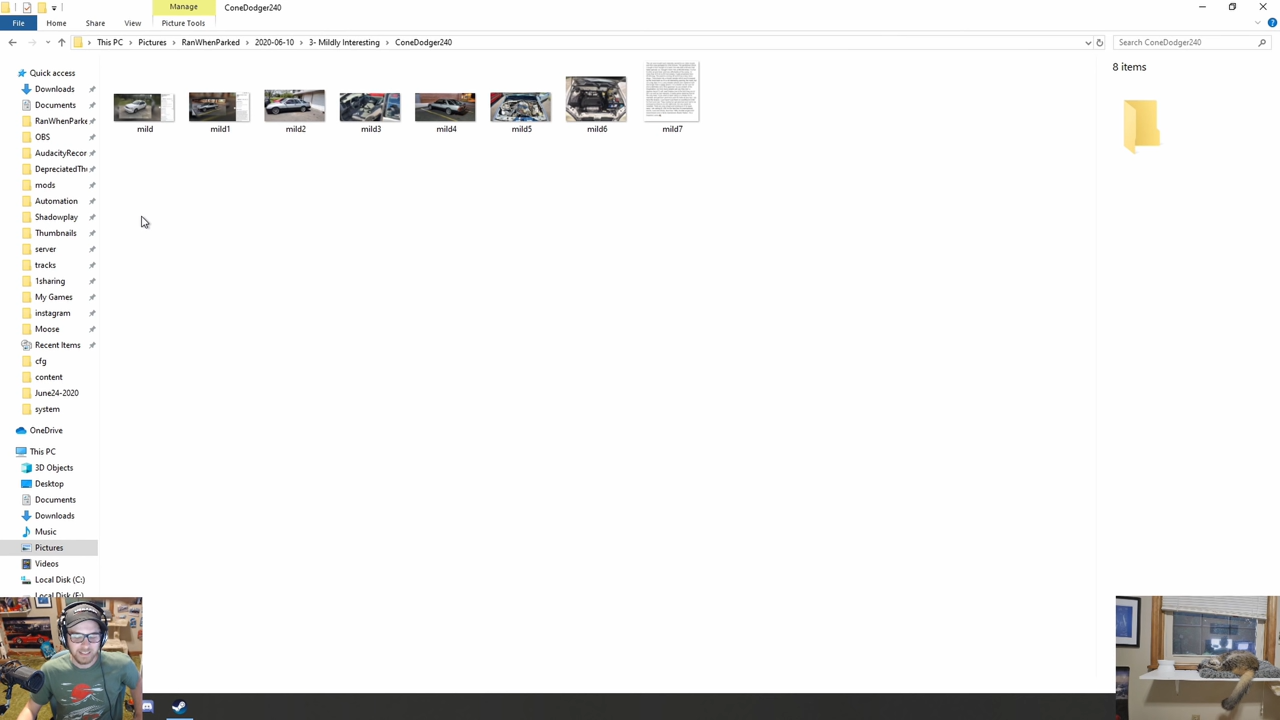 Manage
ConeDodger240
File
Home
Share
View
Picture Tools
This PC
Pictures
RanWhenParked
2020-06-10
3- Mildly Interesting
ConeDodger240
Search ConeDodger240
8 items
Quick access
Downloads
Documents
RanWhenParke
OBS
AudacityRecor
DepreciatedThu
mods
Automation
Shadowplay
Thumbnails
server
tracks
1sharing
My Games
instagram
Moose
Recent Items
cfg
content
June24-2020
system
OneDrive
This PC
3D Objects
Desktop
Documents
Downloads
Music
Pictures
Videos
Local Disk (C:)
Local Disk (E:)
mild
mild1
mild2
mild3
mild4
mild5
mild6
mild7